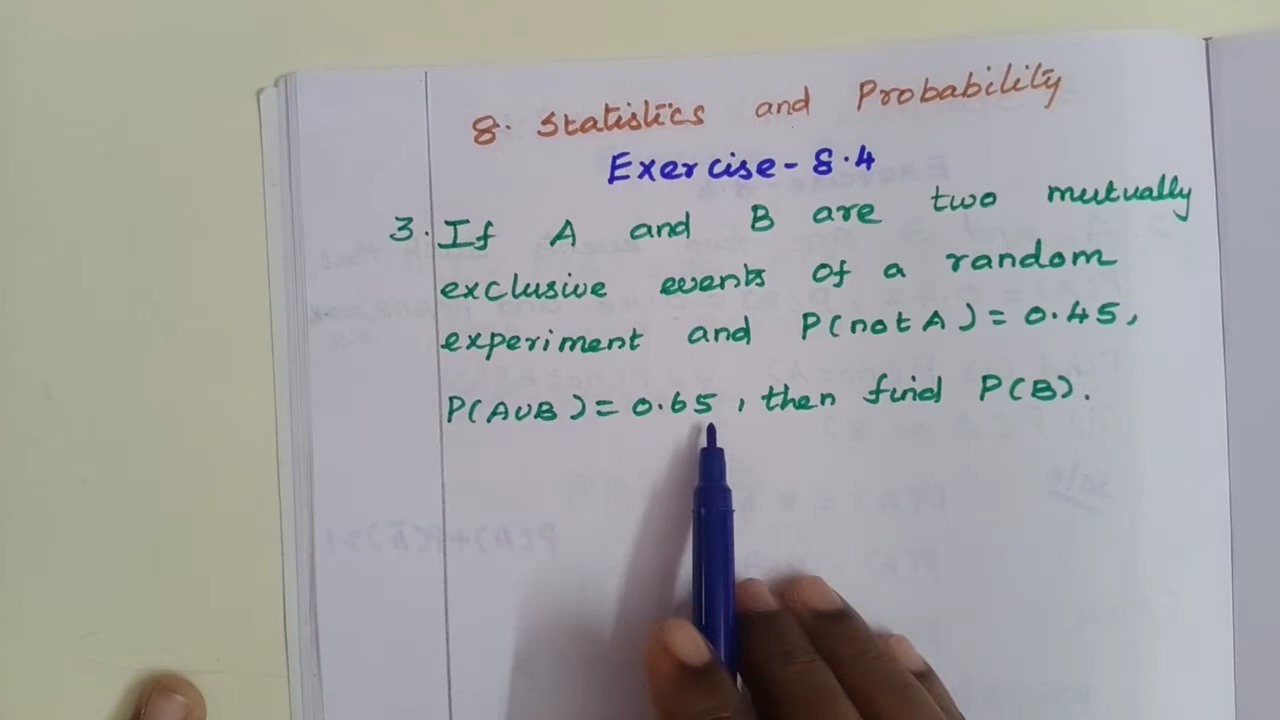 8. Statistics and Probability
Exercise - 8.4
3. If A and B are two mutually
exclusive events of a random
experiment and P(not A) = 0.45,
P(A∪B) = 0.65, then find P(B).